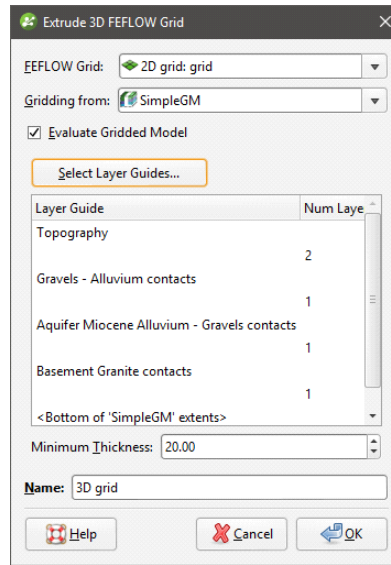 Extrude 3D FEFLOW Grid
FEFLOW Grid: 2D grid: grid
Gridding from: SimpleGM
Evaluate Gridded Model
Select Layer Guides...
Layer Guide Num Laye
Topography
2
Gravels - Alluvium contacts
1
Aquifer Miocene Alluvium - Gravels contacts
1
Basement Granite contacts
1
<Bottom of 'SimpleGM' extents>
Minimum Thickness: 20.00
Name: 3D grid
Help Cancel OK